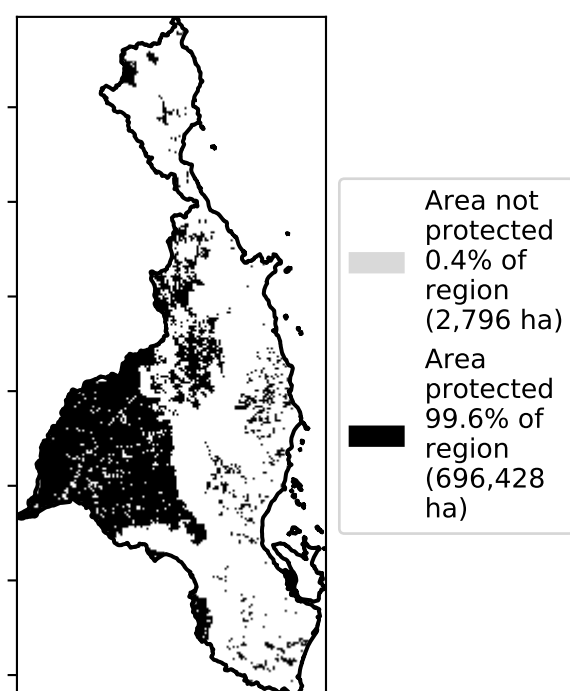 Area not
protected
0.4% of
region
(2,796 ha)
Area
protected
99.6% of
region
(696,428
ha)